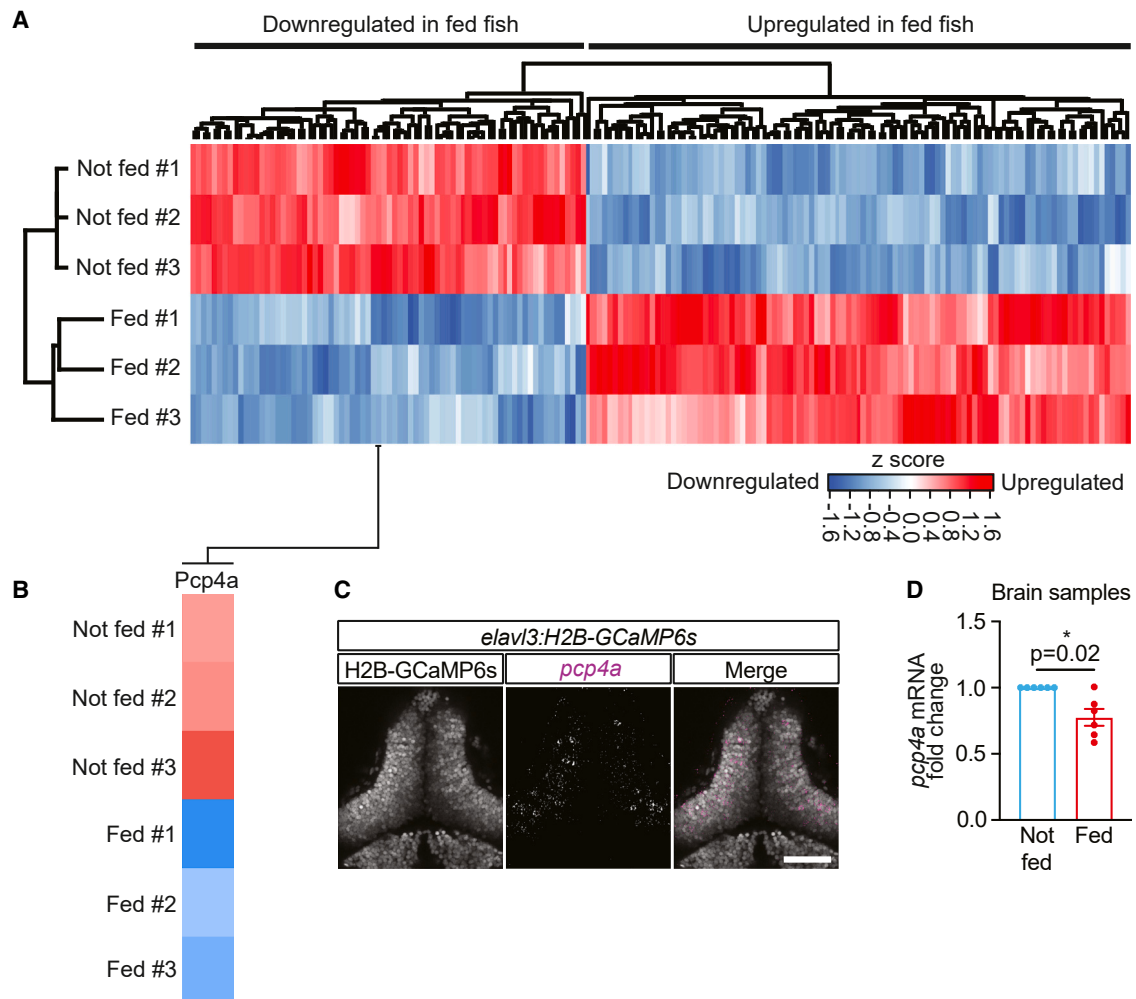 A
Downregulated in fed fish
Upregulated in fed fish
Not fed #1
Not fed #2
Not fed #3
Fed #1
Fed #2
Fed #3
z score
Downregulated
Upregulated
-1.6
-1.2
-0.8
-0.4
0.0
0.4
0.8
1.2
1.6
B
Pcp4a
Not fed #1
Not fed #2
Not fed #3
Fed #1
Fed #2
Fed #3
C
elavl3:H2B-GCaMP6s
H2B-GCaMP6s
pcp4a
Merge
D
Brain samples
*
p=0.02
pcp4a mRNA
fold change
1.5
1.0
0.5
0.0
Not
fed
Fed